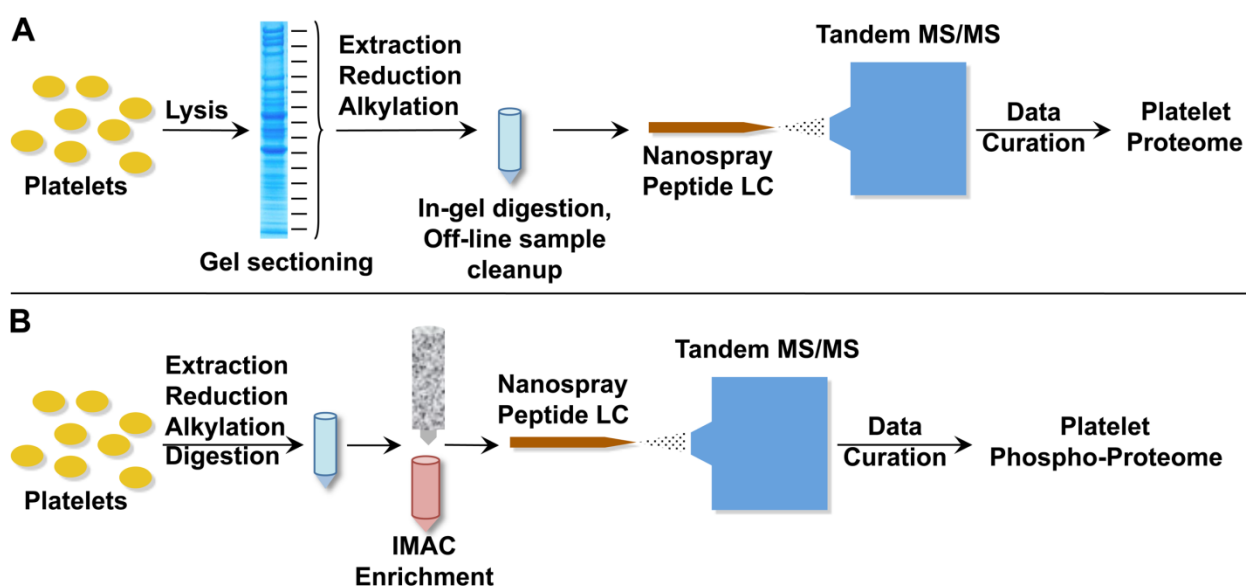 A
Platelets
Lysis
Gel sectioning
Extraction
Reduction
Alkylation
In-gel digestion,
Off-line sample
cleanup
Nanospray
Peptide LC
Tandem MS/MS
Data
Curation
Platelet
Proteome
B
Platelets
Extraction
Reduction
Alkylation
Digestion
IMAC
Enrichment
Nanospray
Peptide LC
Tandem MS/MS
Data
Curation
Platelet
Phospho-Proteome